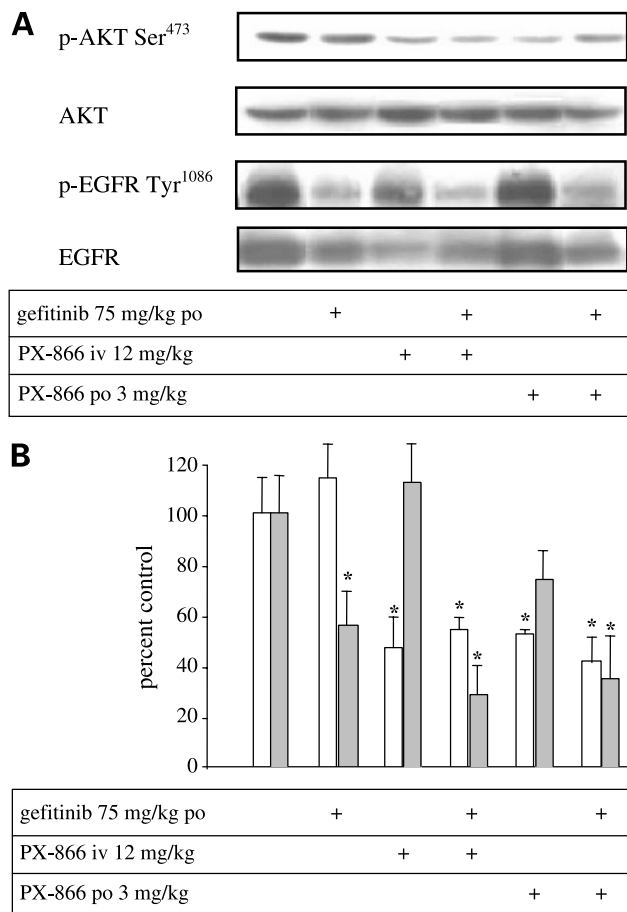 A
p-AKT Ser473
AKT
p-EGFR Tyr1086
EGFR
gefitinib 75 mg/kg po + + +
PX-866 iv 12 mg/kg + +
PX-866 po 3 mg/kg + +
B
percent control
120
100
80
60
40
20
0
* * * * * * *
gefitinib 75 mg/kg po + + +
PX-866 iv 12 mg/kg + +
PX-866 po 3 mg/kg + +